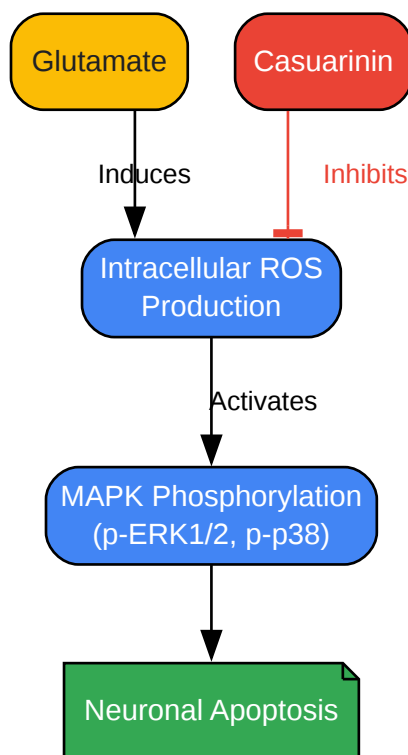 Glutamate
Casuarinin
Induces
Inhibits
Intracellular ROS
Production
Activates
MAPK Phosphorylation
(p-ERK1/2, p-p38)
Neuronal Apoptosis